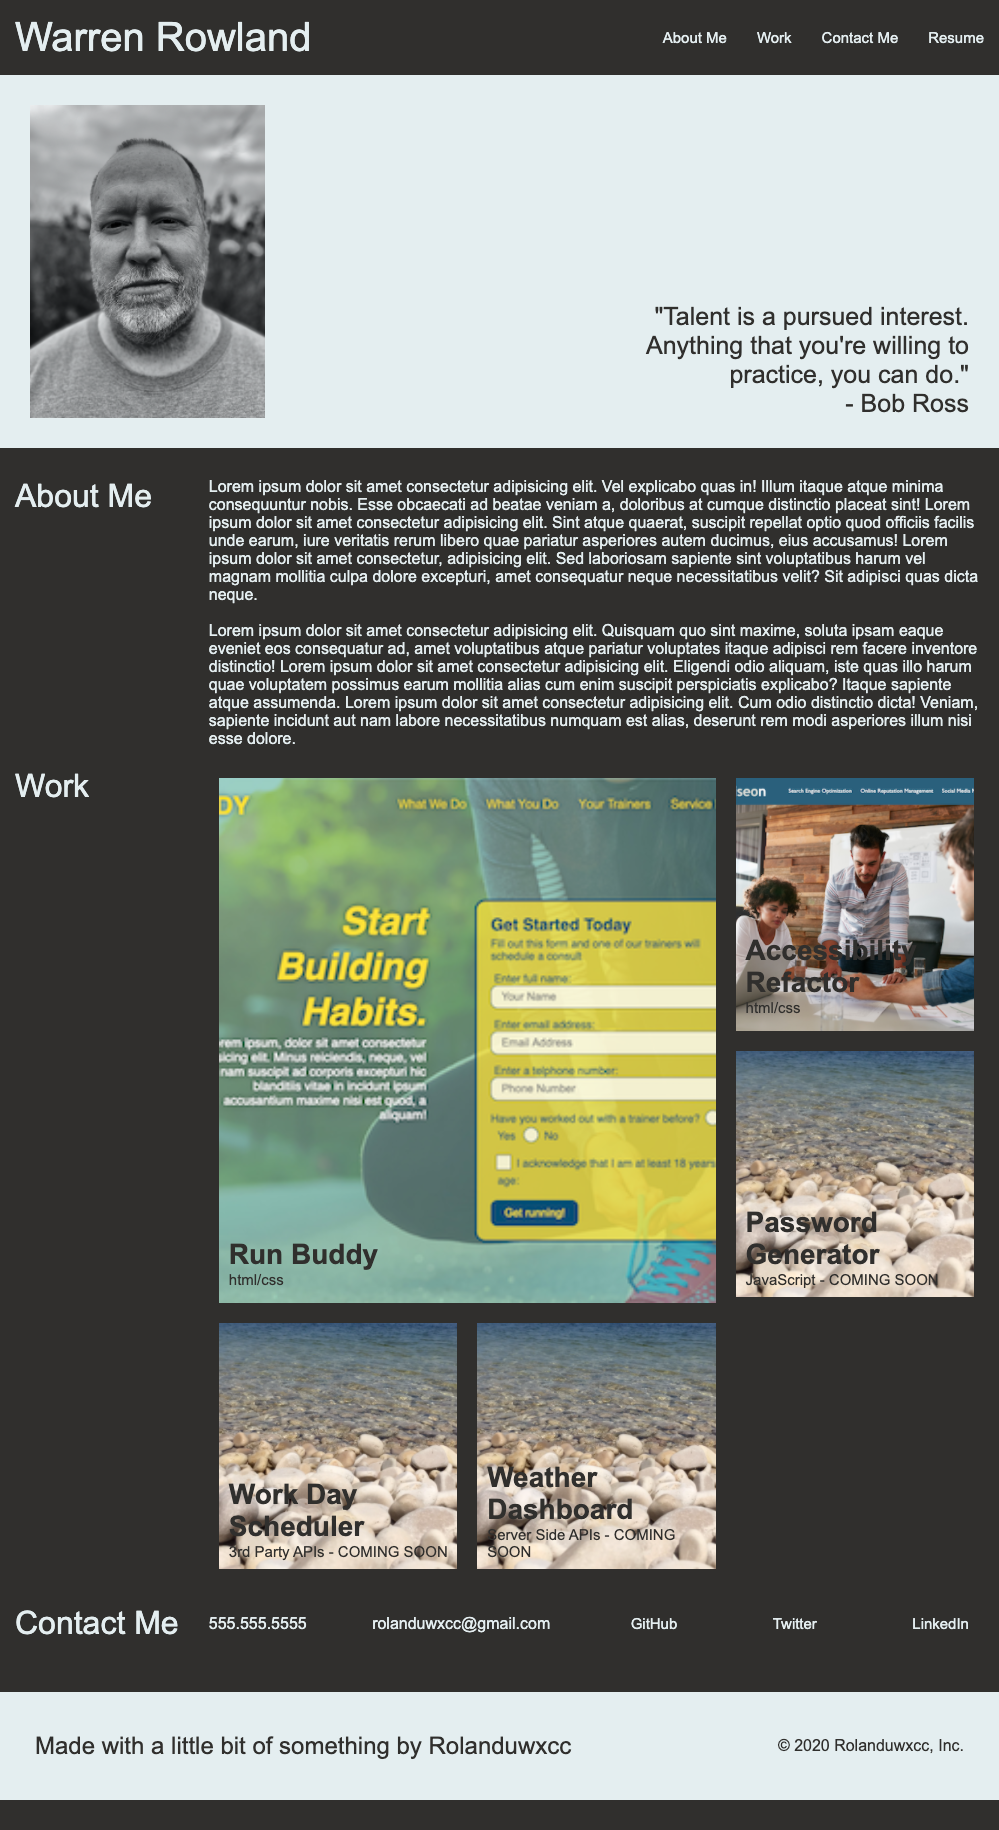 Warren Rowland
About Me Work Contact Me Resume
"Talent is a pursued interest.
Anything that you're willing to
practice, you can do."
- Bob Ross
About Me
Lorem ipsum dolor sit amet consectetur adipisicing elit. Vel explicabo quas in! Illum itaque atque minima
consequuntur nobis. Esse obcaecati ad beatae veniam a, doloribus at cumque distinctio placeat sint! Lorem
ipsum dolor sit amet consectetur adipisicing elit. Sint atque quaerat, suscipit repellat optio quod officiis facilis
unde earum, iure veritatis rerum libero quae pariatur asperiores autem ducimus, eius accusamus! Lorem
ipsum dolor sit amet consectetur, adipisicing elit. Sed laboriosam sapiente sint voluptatibus harum vel
magnam mollitia culpa dolore excepturi, amet consequatur neque necessitatibus velit? Sit adipisci quas dicta
neque.
Lorem ipsum dolor sit amet consectetur adipisicing elit. Quisquam quo sint maxime, soluta ipsam eaque
eveniet eos consequatur ad, amet voluptatibus atque pariatur voluptates itaque adipisci rem facere inventore
distinctio! Lorem ipsum dolor sit amet consectetur adipisicing elit. Eligendi odio aliquam, iste quas illo harum
quae voluptatem possimus earum mollitia alias cum enim suscipit perspiciatis explicabo? Itaque sapiente
atque assumenda. Lorem ipsum dolor sit amet consectetur adipisicing elit. Cum odio distinctio dicta! Veniam,
sapiente incidunt aut nam labore necessitatibus numquam est alias, deserunt rem modi asperiores illum nisi
esse dolore.
Work
DY What We Do What You Do Your Trainers Service
Start
Building
Habits.
rem ipsum, dolor sit amet consectetur
sicing elit. Minus reiciendis, neque, vel
nam suscipit ad corporis excepturi hic
blanditiis vitae in incidunt ipsum
accusantium maxime nisi est quod, a
aliquam!
Get Started Today
Fill out this form and one of our trainers will
schedule a consult
Enter full name:
Your Name
Enter email address:
Email Address
Enter a telphone number:
Phone Number
Have you worked out with a trainer before?
Yes No
I acknowledge that I am at least 18 years
age:
Get running!
Run Buddy
html/css
seon Search Engine Optimization Online Reputation Management Social Media M
Accessibility
Refactor
html/css
Password
Generator
JavaScript - COMING SOON
Work Day
Scheduler
3rd Party APIs - COMING SOON
Weather
Dashboard
Server Side APIs - COMING
SOON
Contact Me
555.555.5555 rolanduwxcc@gmail.com GitHub Twitter LinkedIn
Made with a little bit of something by Rolanduwxcc
© 2020 Rolanduwxcc, Inc.